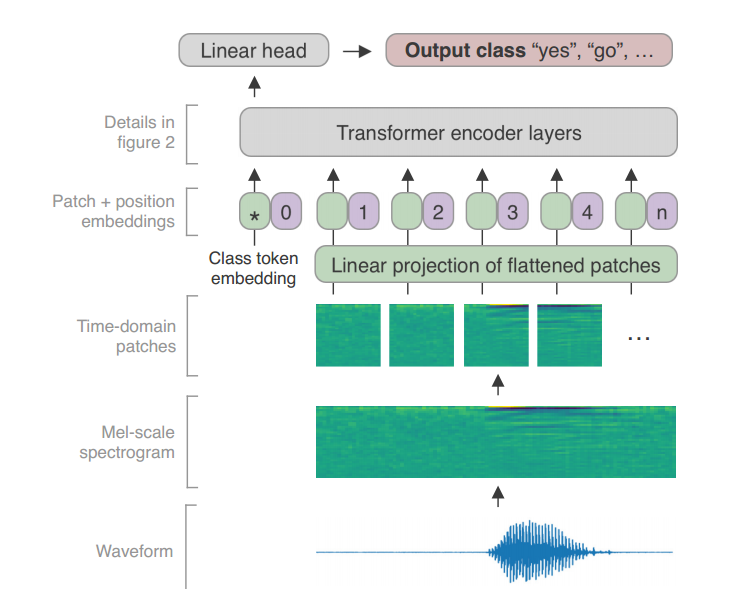 Linear head
Output class “yes”, “go”, …
Details in
figure 2
Transformer encoder layers
Patch + position
embeddings
* 0 1 2 3 4 n
Class token
embedding
Linear projection of flattened patches
Time-domain
patches
…
Mel-scale
spectrogram
Waveform